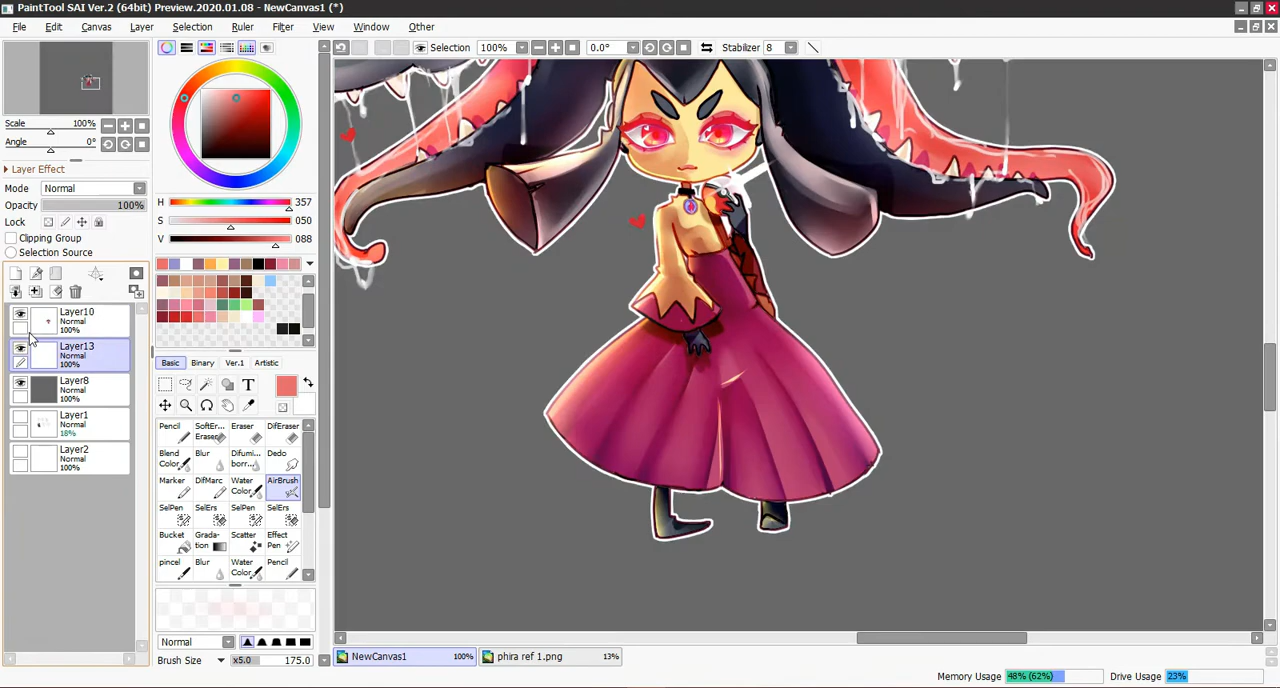 PaintTool SAI Ver.2 (64bit) Preview.2020.01.08 - NewCanvas1 (*)
File Edit Canvas Layer Selection Ruler Filter View Window Other
Selection 100% 0.0° Stabilizer 8
Scale 100%
Angle 0°
Layer Effect
Mode Normal
Opacity 100%
Lock
Clipping Group
Selection Source
Layer10
Normal
100%
Layer13
Normal
100%
Layer8
Normal
100%
Layer1
Normal
18%
Layer2
Normal
100%
H 357
S 050
V 088
Basic Binary Ver.1 Artistic
T
Pencil SoftEr... Eraser Eraser DifEraser
Blend Color Blur Difumi... borr... Dedo
Marker DifMarc Water Color AirBrush
SelPen SelErs SelPen SelErs
Bucket Grada-tion Scatter Effect Pen
pincel Blur Water Color Pencil
Normal
Brush Size x5.0 175.0
NewCanvas1 100% phira ref 1.png 13%
Memory Usage 48% (62%) Drive Usage 23%